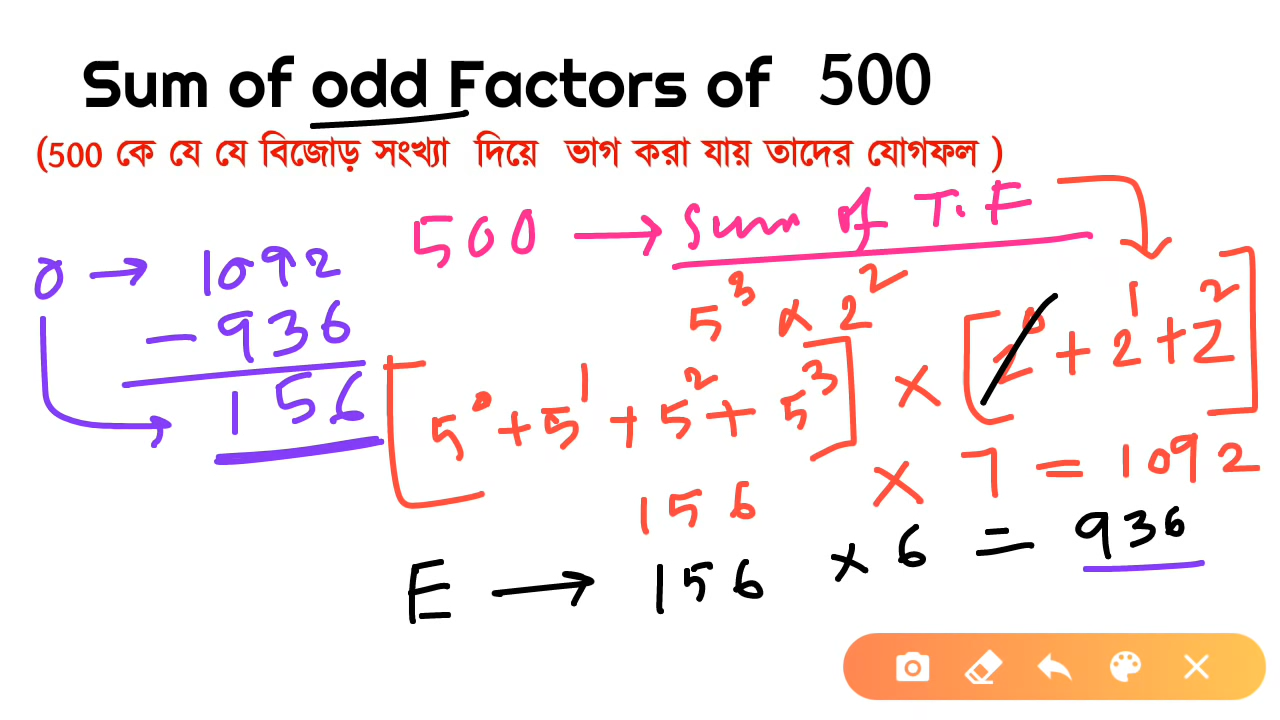 Sum of odd Factors of 500
(500 কে যে যে বিজোড় সংখ্যা দিয়ে ভাগ করা যায় তাদের যোগফল )
500 → Sum of T.F
5³ × 2²
[5⁰ + 5¹ + 5² + 5³] × [2⁰ + 2¹ + 2²]
156 × 7 = 1092
E → 156 × 6 = 936
O → 1092
− 936
156